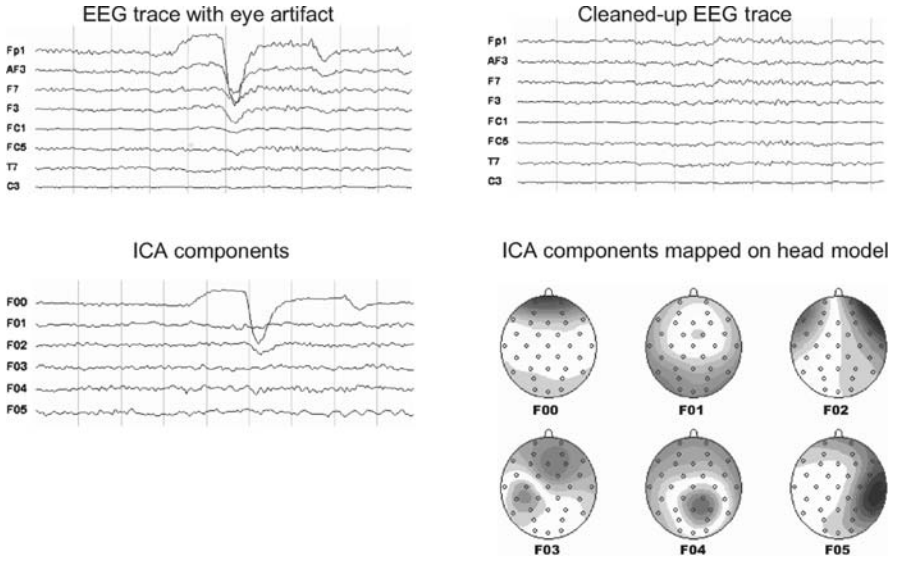 EEG trace with eye artifact
Fp1
AF3
F7
F3
FC1
FC5
T7
C3
Cleaned-up EEG trace
Fp1
AF3
F7
F3
FC1
FC5
T7
C3
ICA components
F00
F01
F02
F03
F04
F05
ICA components mapped on head model
F00 F01 F02
F03 F04 F05